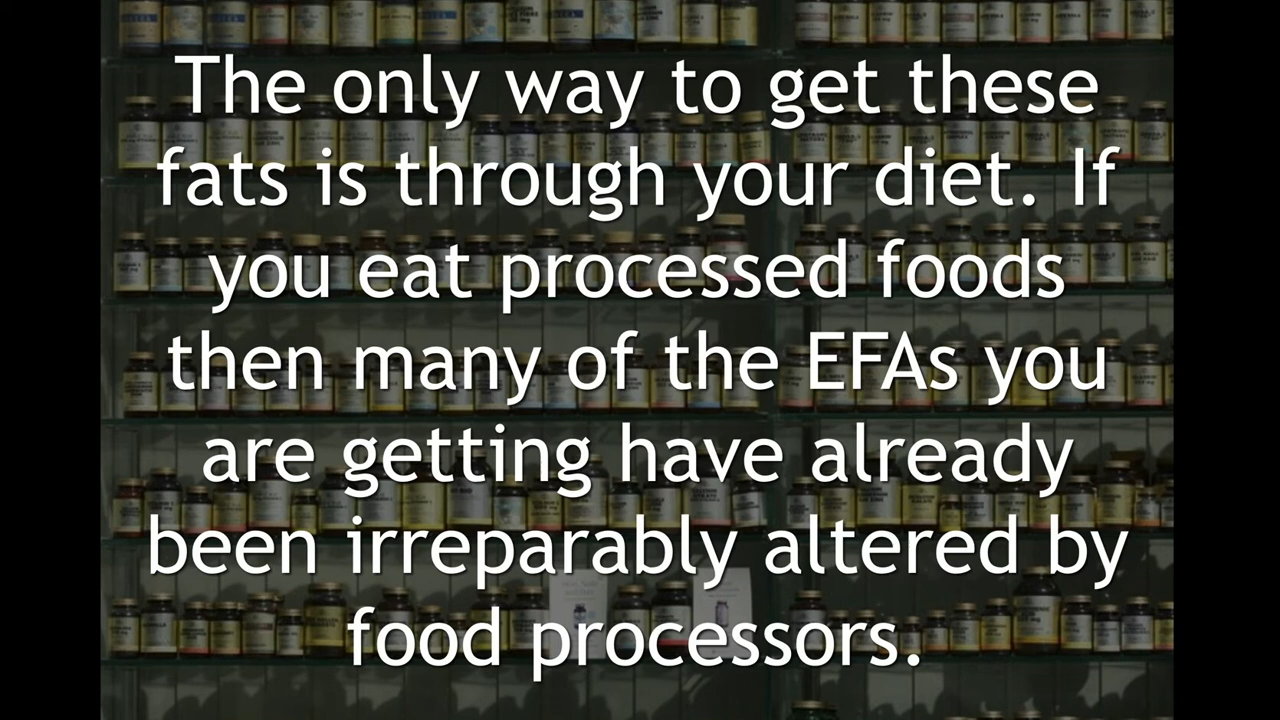 The only way to get these
fats is through your diet. If
you eat processed foods
then many of the EFAs you
are getting have already
been irreparably altered by
food processors.